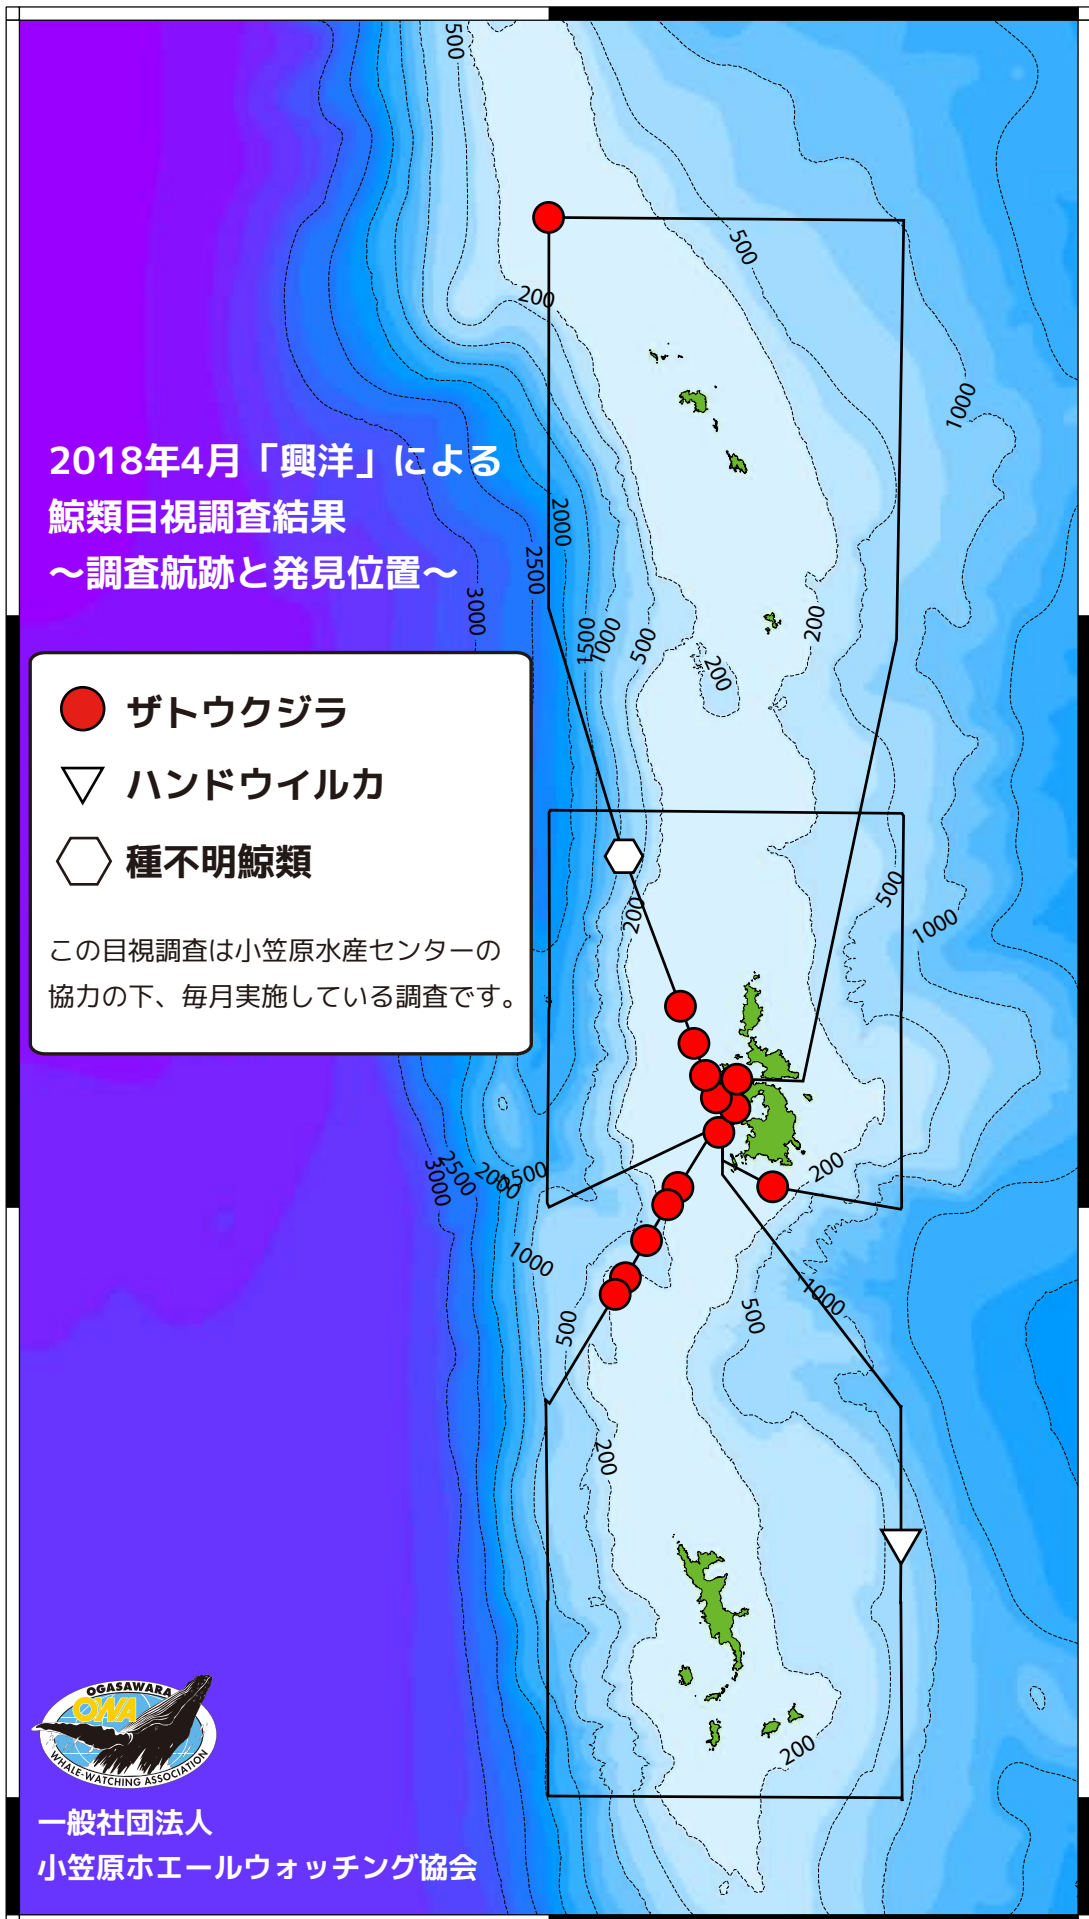 500
200
500
1000
2018年4月「興洋」による
鯨類目視調査結果
～調査航跡と発見位置～
2000
2500
3000
1500
1000
500
200
200
ザトウクジラ
ハンドウイルカ
種不明鯨類
この目視調査は小笠原水産センターの
協力の下、毎月実施している調査です。
200
500
1000
3000
2500
2000
1500
200
1000
500
500
1000
200
200
OGASAWARA
OWA
WHALE-WATCHING ASSOCIATION
一般社団法人
小笠原ホエールウォッチング協会